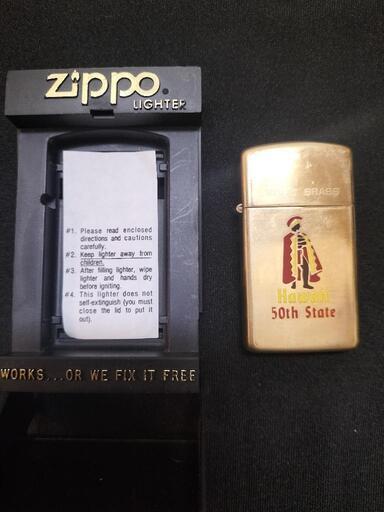 Zippo
LIGHTER
#1. Please read enclosed
directions and cautions
carefully.
#2. Keep lighter away from
children.
#3. After filling lighter, wipe
lighter and hands dry
before igniting.
#4. This lighter does not
self-extinguish (you must
close the lid to put it
out).
WORKS...OR WE FIX IT FREE
BRASS
Hawaii
50th State